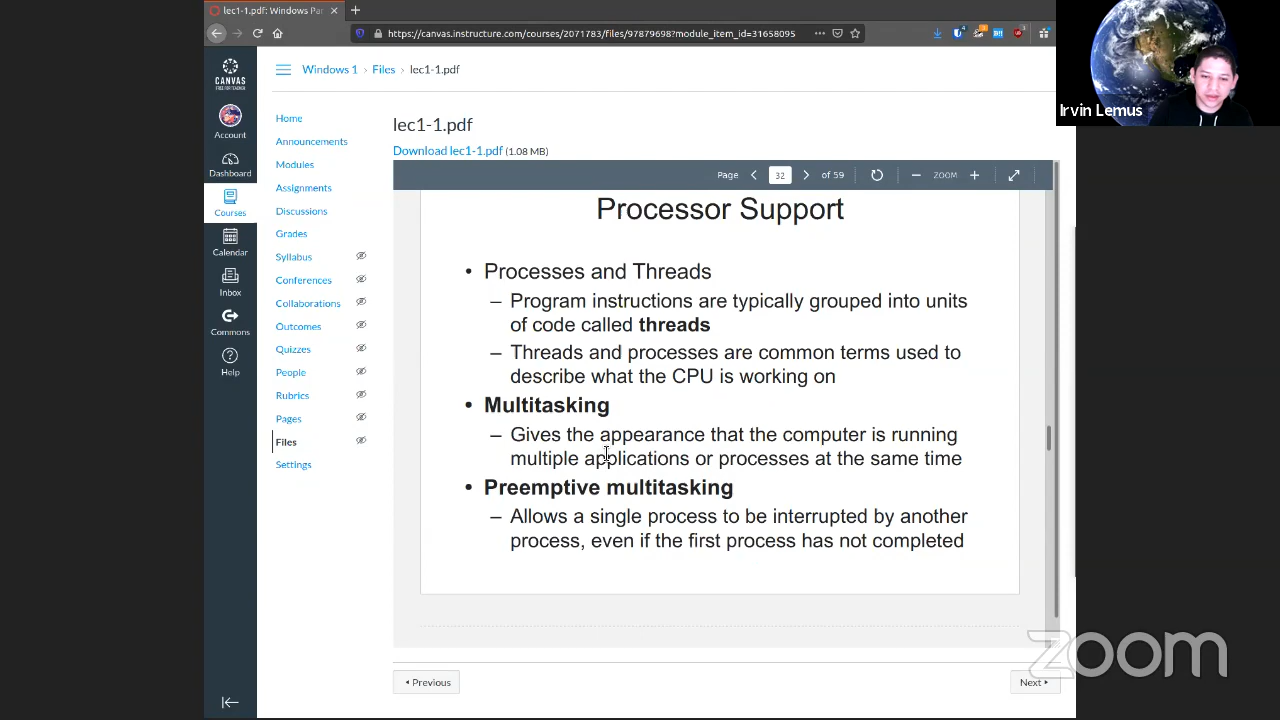 lec1-1.pdf: Windows Par
https://canvas.instructure.com/courses/2071783/files/97879698?module_item_id=31658095
Irvin Lemus
CANVAS
FREE FOR TEACHER
Account
Dashboard
Courses
Calendar
Inbox
Commons
Help
Windows 1 › Files › lec1-1.pdf
Home
Announcements
Modules
Assignments
Discussions
Grades
Syllabus
Conferences
Collaborations
Outcomes
Quizzes
People
Rubrics
Pages
Files
Settings
lec1-1.pdf
Download lec1-1.pdf (1.08 MB)
Page 32 of 59 ZOOM
Processor Support
• Processes and Threads
– Program instructions are typically grouped into units
of code called threads
– Threads and processes are common terms used to
describe what the CPU is working on
• Multitasking
– Gives the appearance that the computer is running
multiple applications or processes at the same time
• Preemptive multitasking
– Allows a single process to be interrupted by another
process, even if the first process has not completed
Previous
Next
zoom